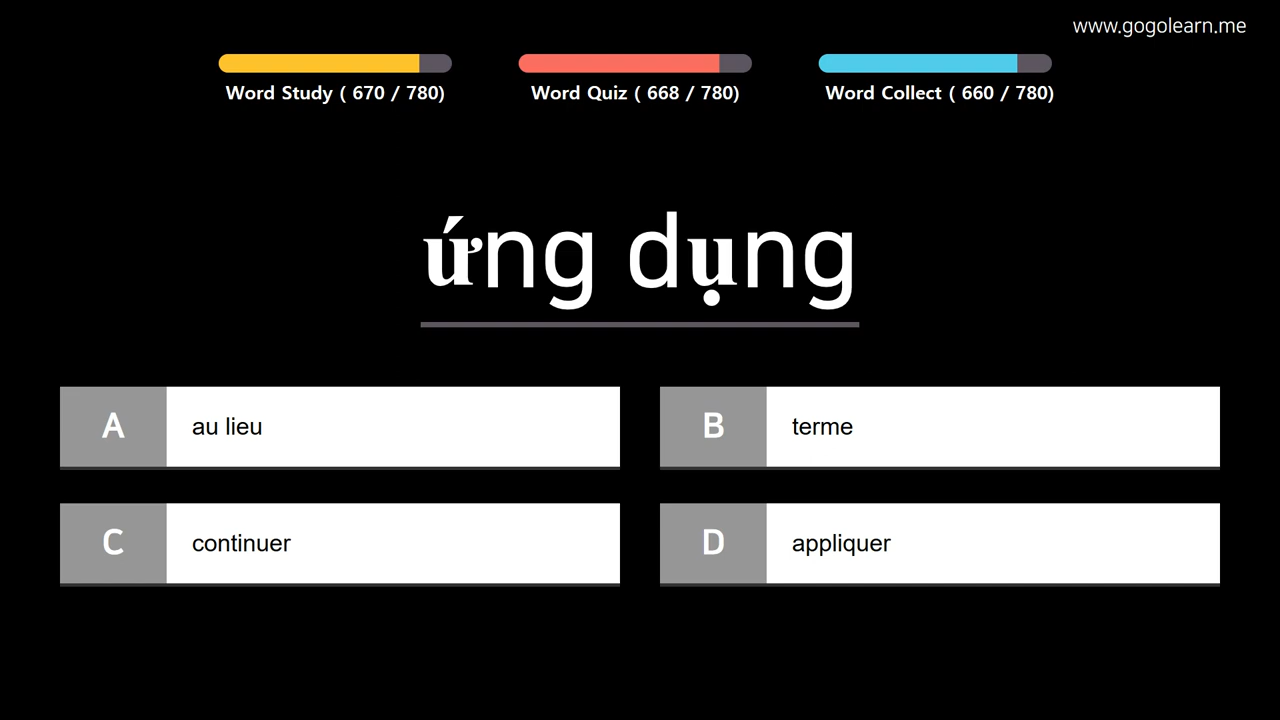 www.gogolearn.me
Word Study ( 670 / 780)
Word Quiz ( 668 / 780)
Word Collect ( 660 / 780)
ứng dụng
A
au lieu
B
terme
C
continuer
D
appliquer